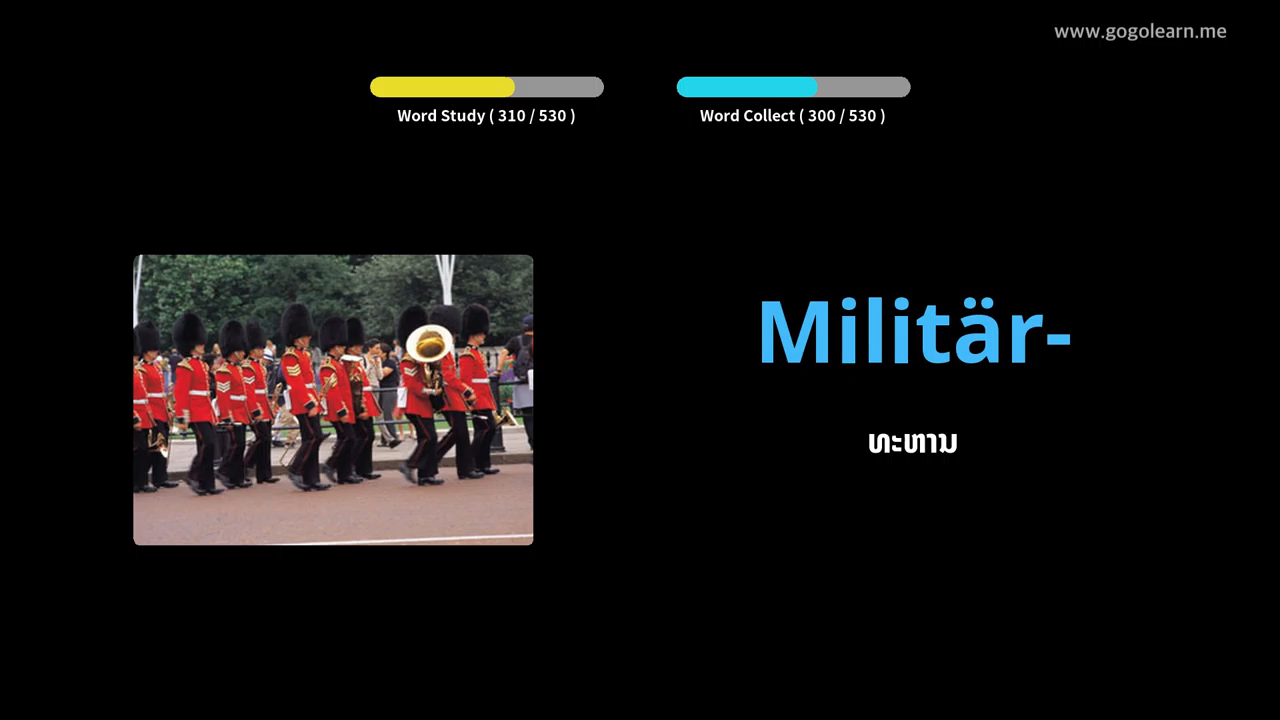 www.gogolearn.me
Word Study ( 310 / 530 )
Word Collect ( 300 / 530 )
Militär-
ທະຫານ